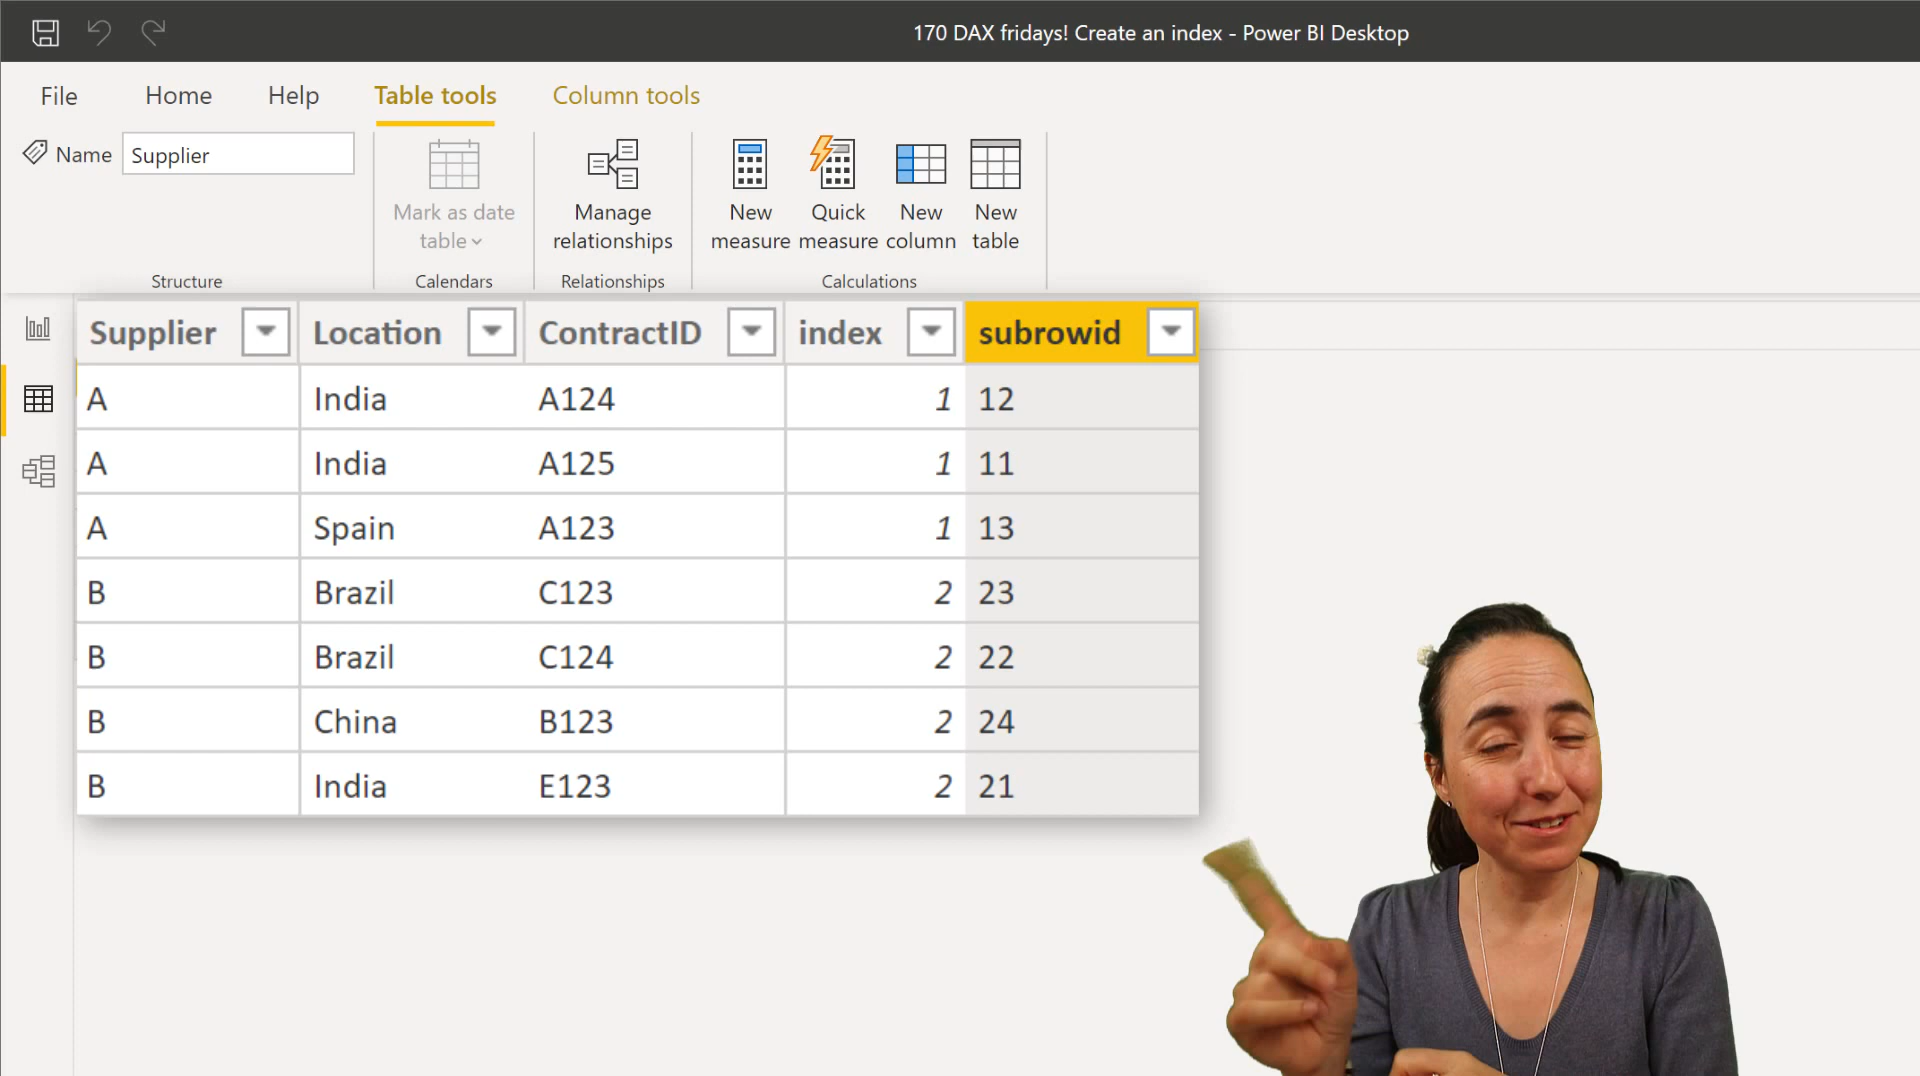 170 DAX fridays! Create an index - Power BI Desktop
File Home Help Table tools Column tools
Name Supplier
Mark as date table
Manage relationships
New measure
Quick measure
New column
New table
Structure Calendars Relationships Calculations
Supplier Location ContractID index subrowid
A India A124 1 12
A India A125 1 11
A Spain A123 1 13
B Brazil C123 2 23
B Brazil C124 2 22
B China B123 2 24
B India E123 2 21